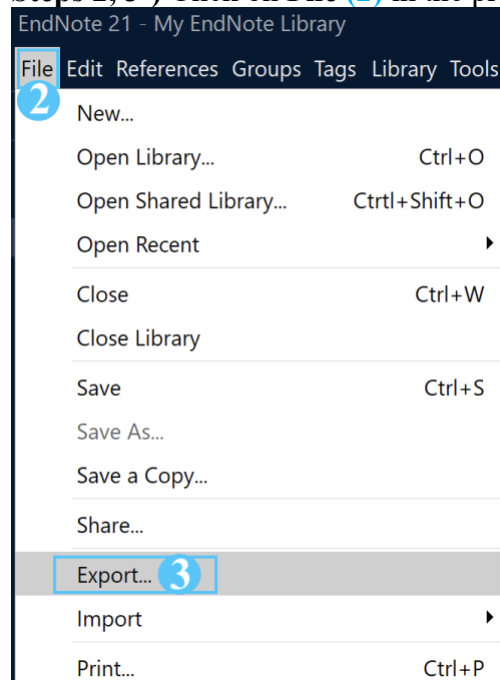 EndNote 21 - My EndNote Library
File Edit References Groups Tags Library Tools
2
New...
Open Library... Ctrl+O
Open Shared Library... Ctrtl+Shift+O
Open Recent
Close Ctrl+W
Close Library
Save Ctrl+S
Save As...
Save a Copy...
Share...
Export... 3
Import
Print... Ctrl+P